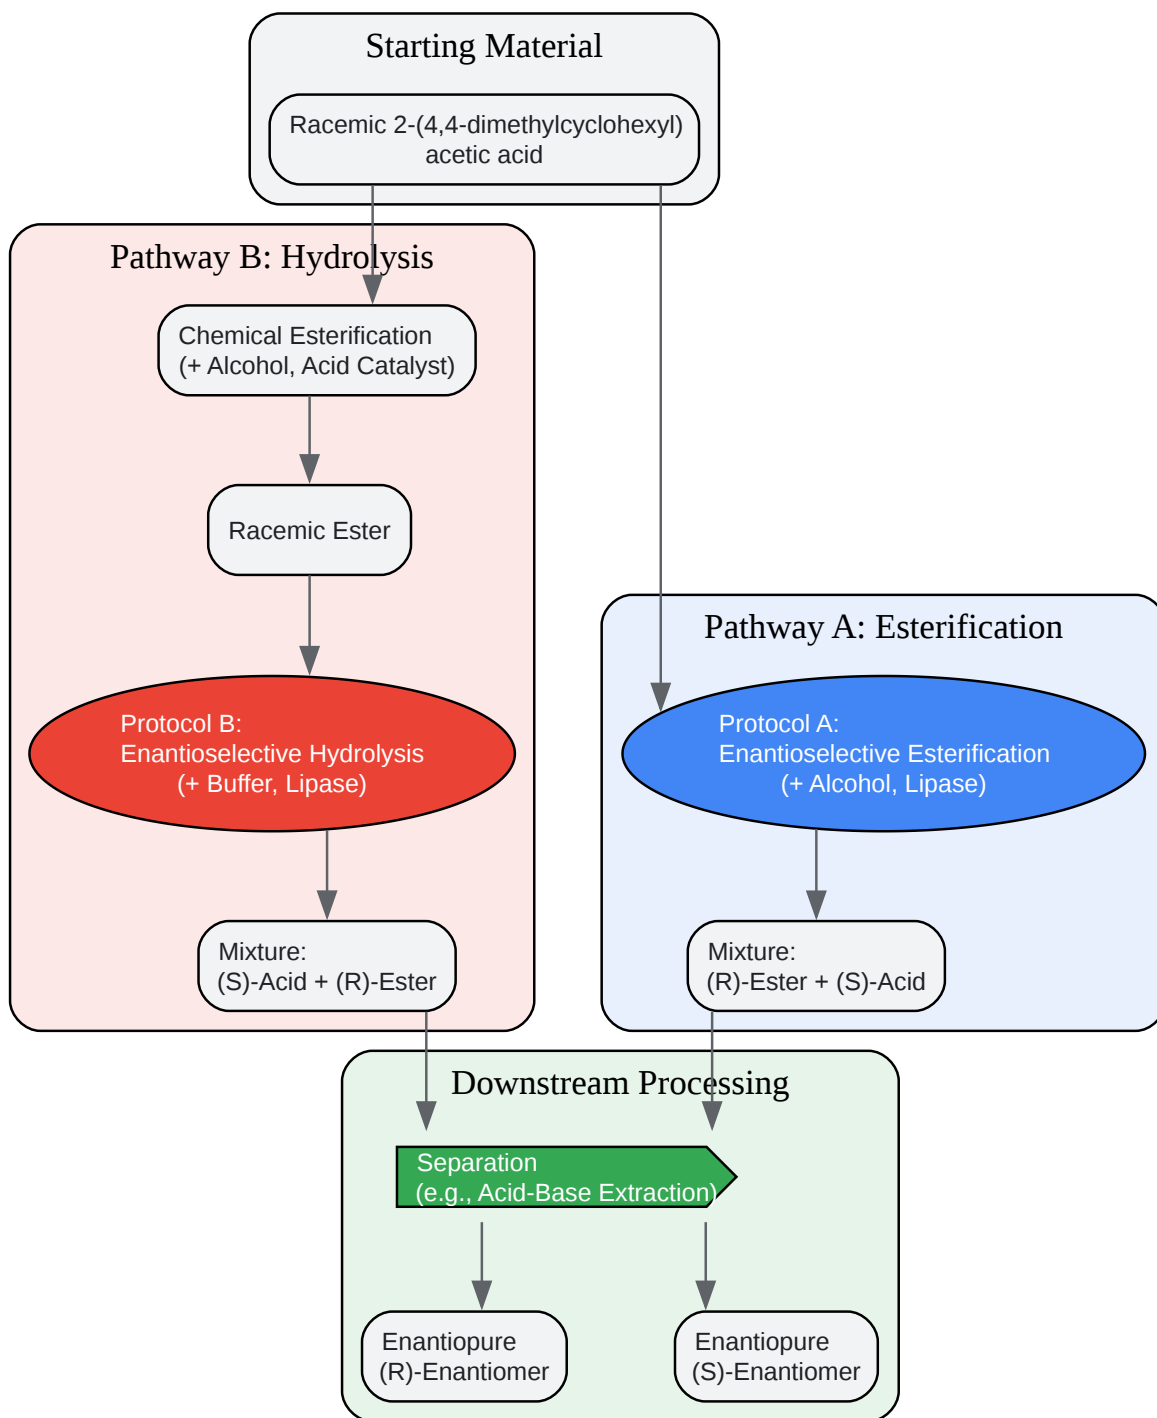 Starting Material
Racemic 2-(4,4-dimethylcyclohexyl)
acetic acid
Pathway B: Hydrolysis
Chemical Esterification
(+ Alcohol, Acid Catalyst)
Racemic Ester
Protocol B:
Enantioselective Hydrolysis
(+ Buffer, Lipase)
Mixture:
(S)-Acid + (R)-Ester
Pathway A: Esterification
Protocol A:
Enantioselective Esterification
(+ Alcohol, Lipase)
Mixture:
(R)-Ester + (S)-Acid
Downstream Processing
Separation
(e.g., Acid-Base Extraction)
Enantiopure
(R)-Enantiomer
Enantiopure
(S)-Enantiomer